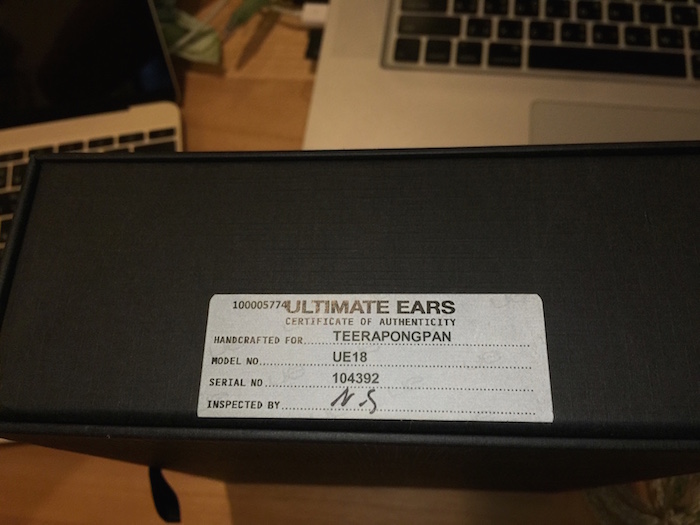 100005774
ULTIMATE EARS
CERTIFICATE OF AUTHENTICITY
HANDCRAFTED FOR....TEERAPONGPAN
MODEL NO....UE18
SERIAL NO....104392
INSPECTED BY....N.S